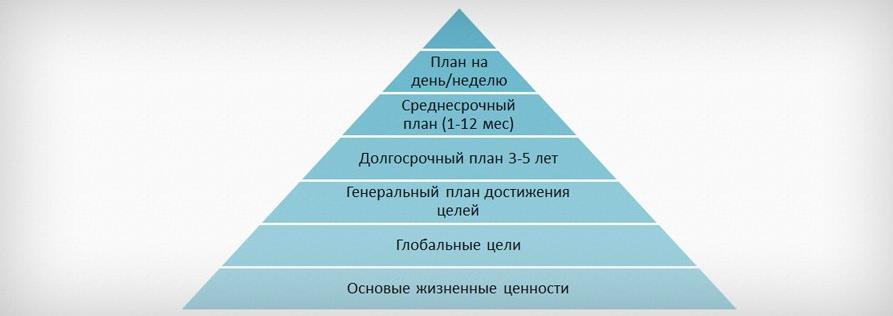 План на
день/неделю
Среднесрочный
план (1-12 мес)
Долгосрочный план 3-5 лет
Генеральный план достижения
целей
Глобальные цели
Основые жизненные ценности